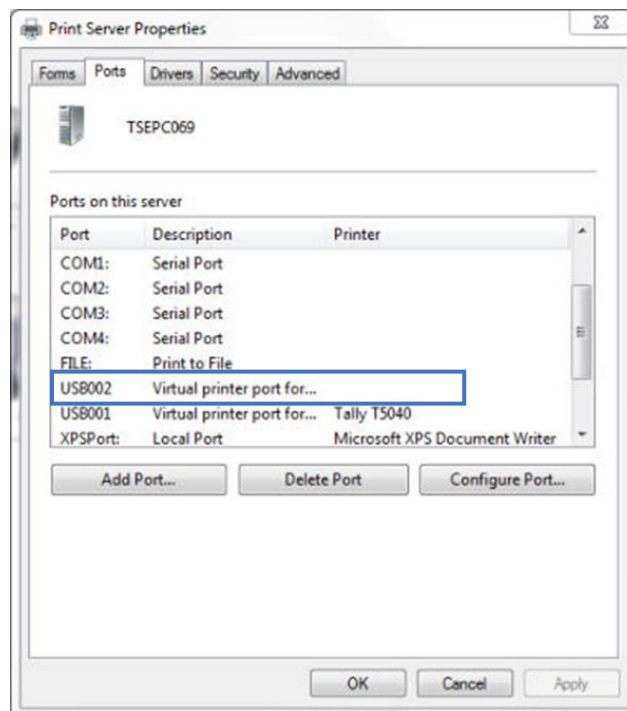 Print Server Properties
Forms Ports Drivers Security Advanced
TSEPC069
Ports on this server
Port Description Printer
COM1: Serial Port
COM2: Serial Port
COM3: Serial Port
COM4: Serial Port
FILE: Print to File
USB002 Virtual printer port for...
USB001 Virtual printer port for... Tally T5040
XPSPort: Local Port Microsoft XPS Document Writer
Add Port... Delete Port Configure Port...
OK Cancel Apply